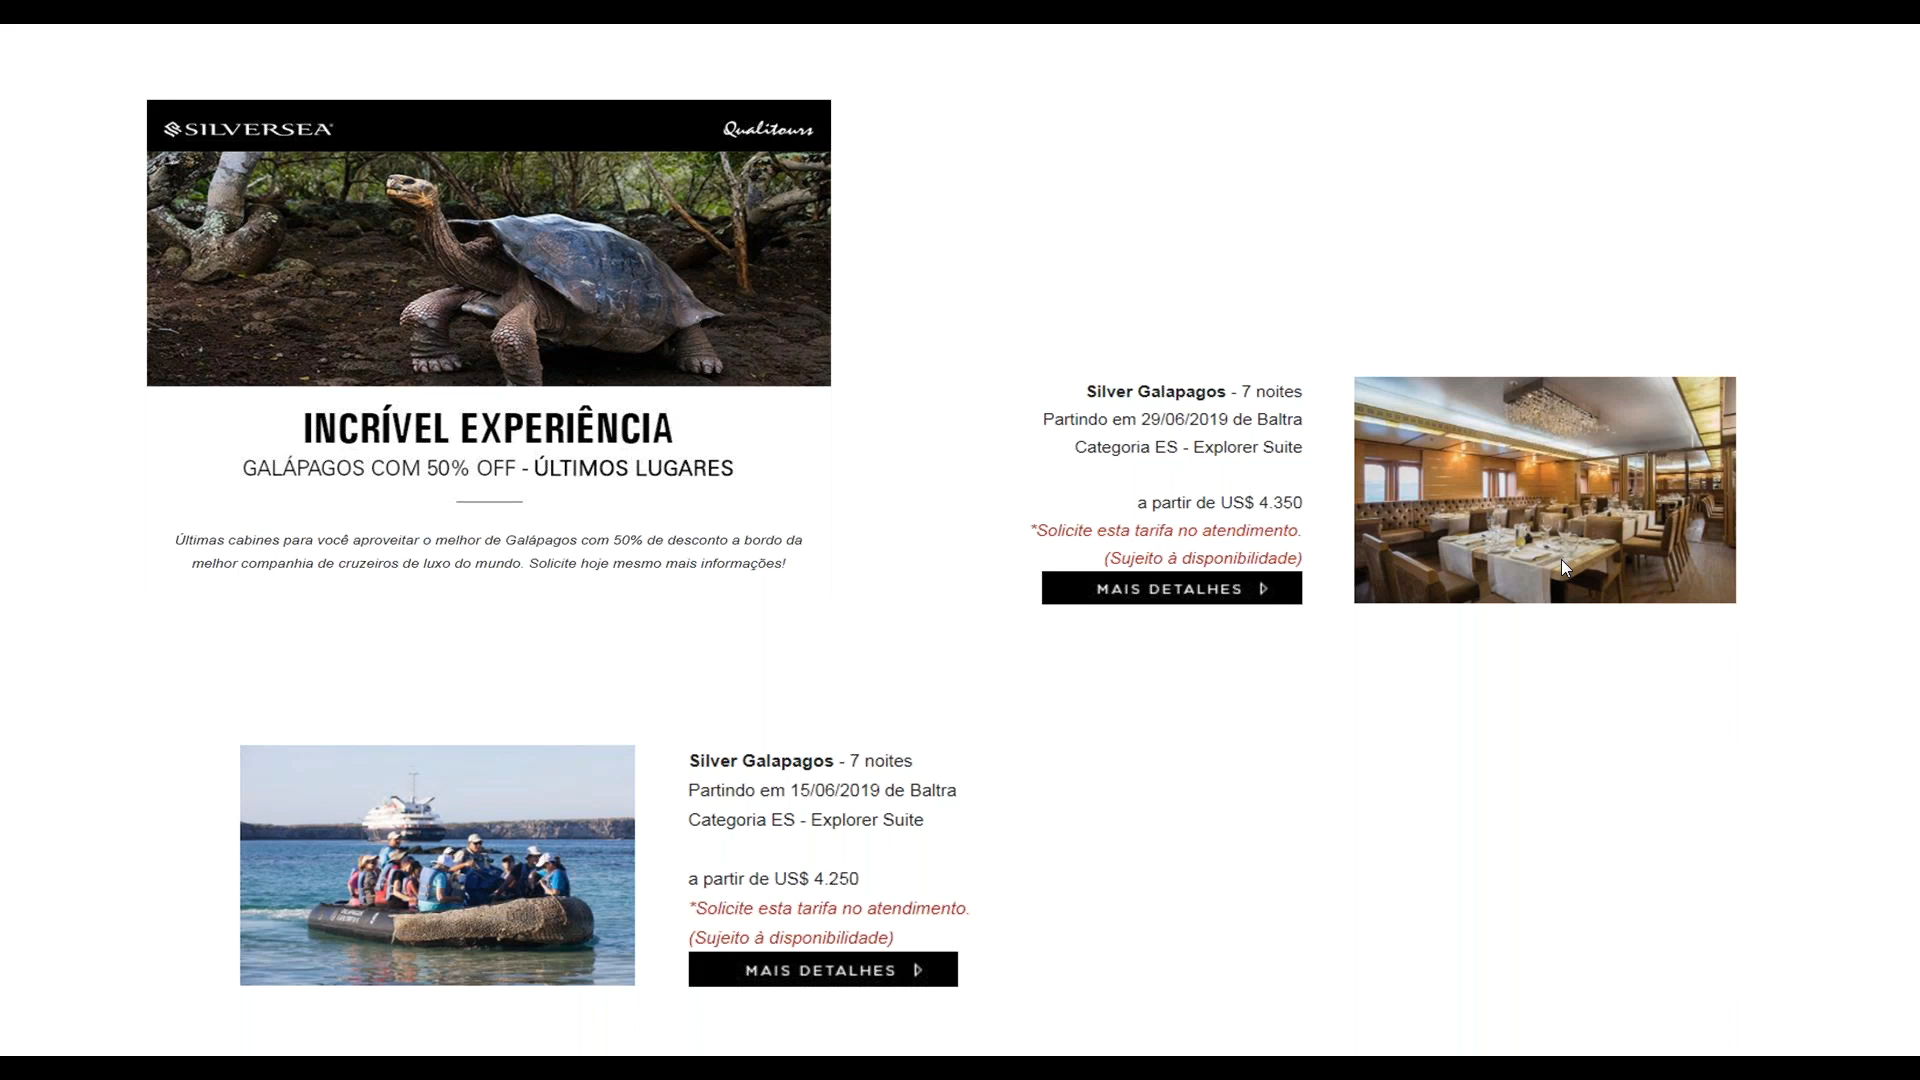 SILVERSEA
Qualitours
INCRÍVEL EXPERIÊNCIA
GALÁPAGOS COM 50% OFF - ÚLTIMOS LUGARES
Últimas cabines para você aproveitar o melhor de Galápagos com 50% de desconto a bordo da
melhor companhia de cruzeiros de luxo do mundo. Solicite hoje mesmo mais informações!
Silver Galapagos - 7 noites
Partindo em 29/06/2019 de Baltra
Categoria ES - Explorer Suite
a partir de US$ 4.350
*Solicite esta tarifa no atendimento.
(Sujeito à disponibilidade)
MAIS DETALHES
Silver Galapagos - 7 noites
Partindo em 15/06/2019 de Baltra
Categoria ES - Explorer Suite
a partir de US$ 4.250
*Solicite esta tarifa no atendimento.
(Sujeito à disponibilidade)
MAIS DETALHES